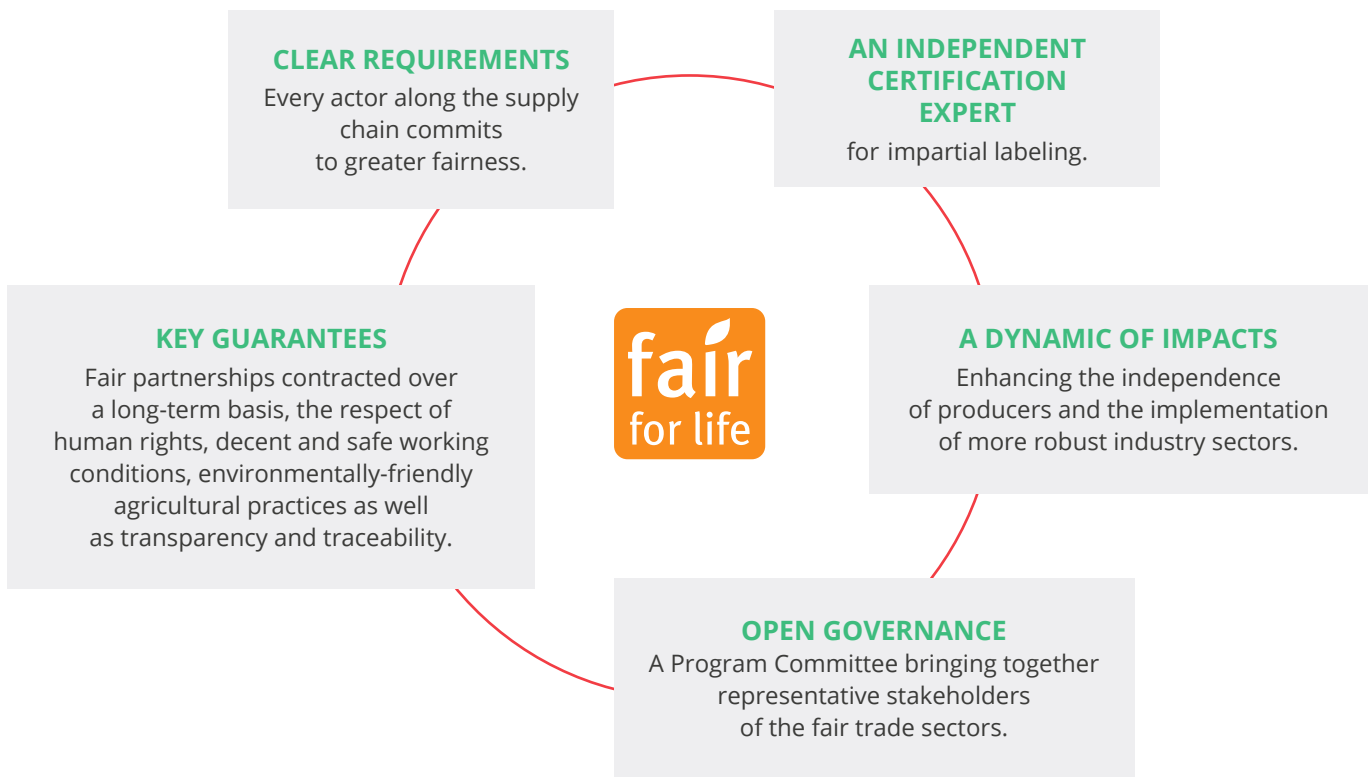 CLEAR REQUIREMENTS
Every actor along the supply
chain commits
to greater fairness.
AN INDEPENDENT
CERTIFICATION
EXPERT
for impartial labeling.
KEY GUARANTEES
Fair partnerships contracted over
a long-term basis, the respect of
human rights, decent and safe working
conditions, environmentally-friendly
agricultural practices as well
as transparency and traceability.
fair
for life
A DYNAMIC OF IMPACTS
Enhancing the independence
of producers and the implementation
of more robust industry sectors.
OPEN GOVERNANCE
A Program Committee bringing together
representative stakeholders
of the fair trade sectors.